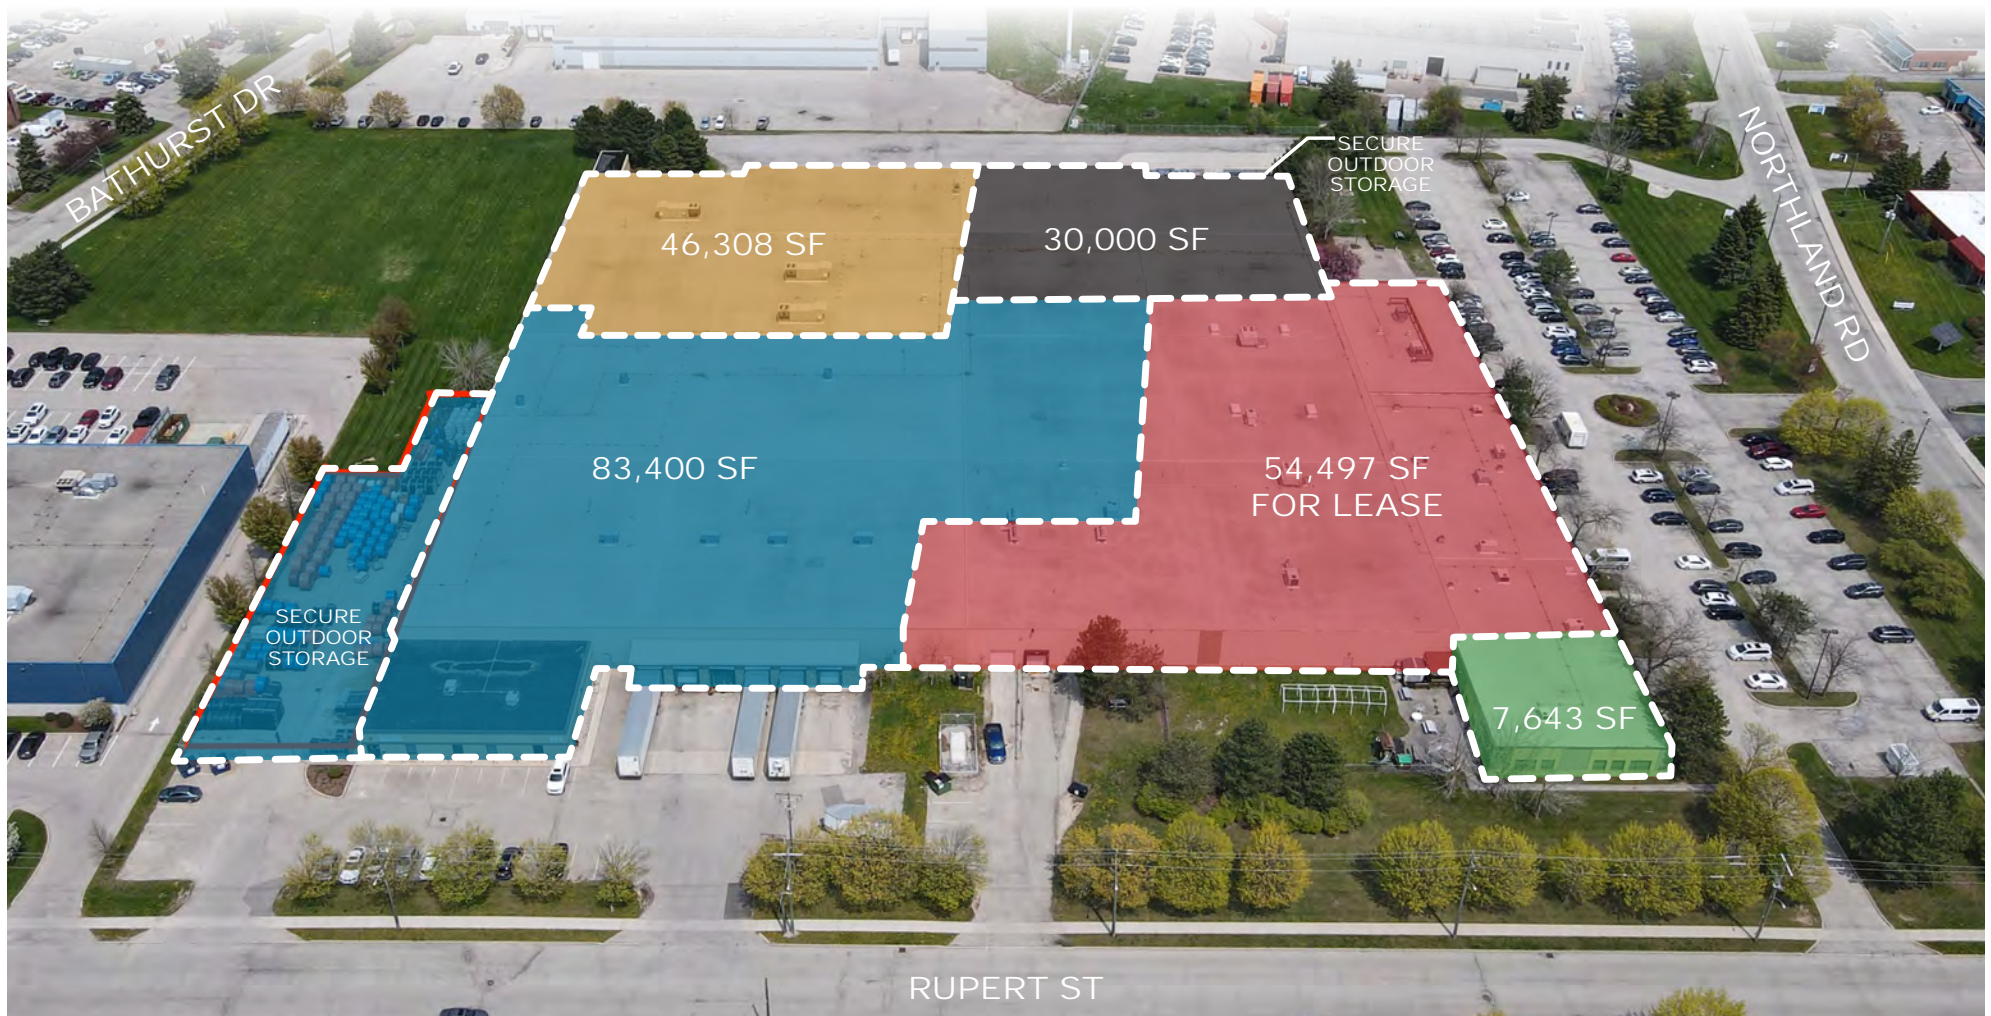 BATHURST DR
NORTHLAND RD
SECURE
OUTDOOR
STORAGE
46,308 SF
30,000 SF
83,400 SF
54,497 SF
FOR LEASE
SECURE
OUTDOOR
STORAGE
7,643 SF
RUPERT ST